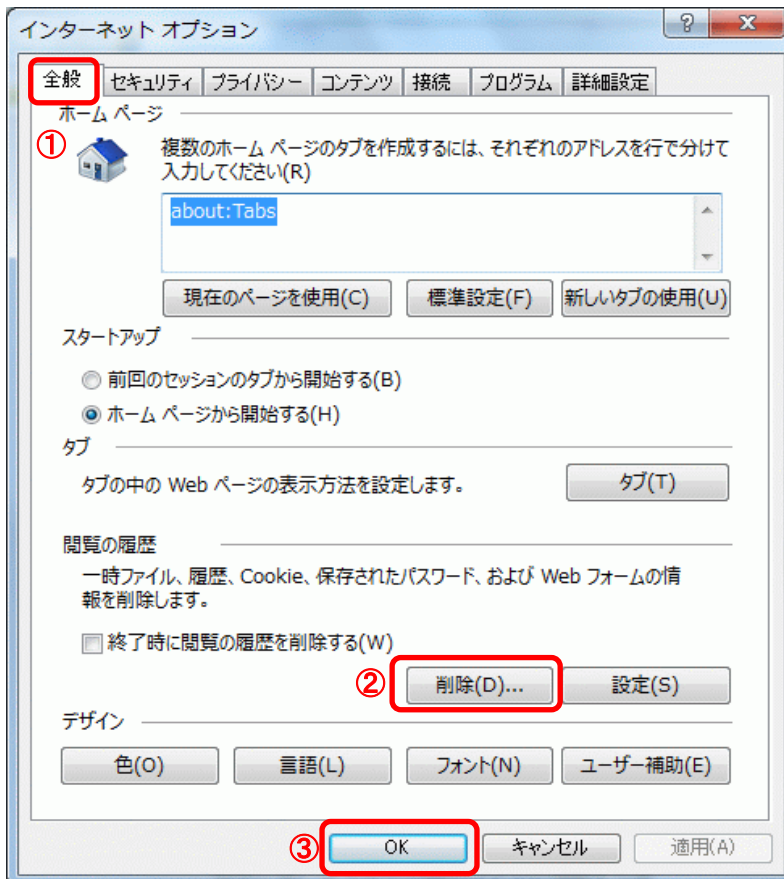 インターネット オプション
?
X
全般 セキュリティ プライバシー コンテンツ 接続 プログラム 詳細設定
ホーム ページ
①
複数のホーム ページのタブを作成するには、それぞれのアドレスを行で分けて
入力してください(R)
about:Tabs
現在のページを使用(C) 標準設定(F) 新しいタブの使用(U)
スタートアップ
前回のセッションのタブから開始する(B)
ホーム ページから開始する(H)
タブ
タブの中の Web ページの表示方法を設定します。 タブ(T)
閲覧の履歴
一時ファイル、履歴、Cookie、保存されたパスワード、および Web フォームの情
報を削除します。
終了時に閲覧の履歴を削除する(W)
② 削除(D)... 設定(S)
デザイン
色(O) 言語(L) フォント(N) ユーザー補助(E)
③ OK キャンセル 適用(A)